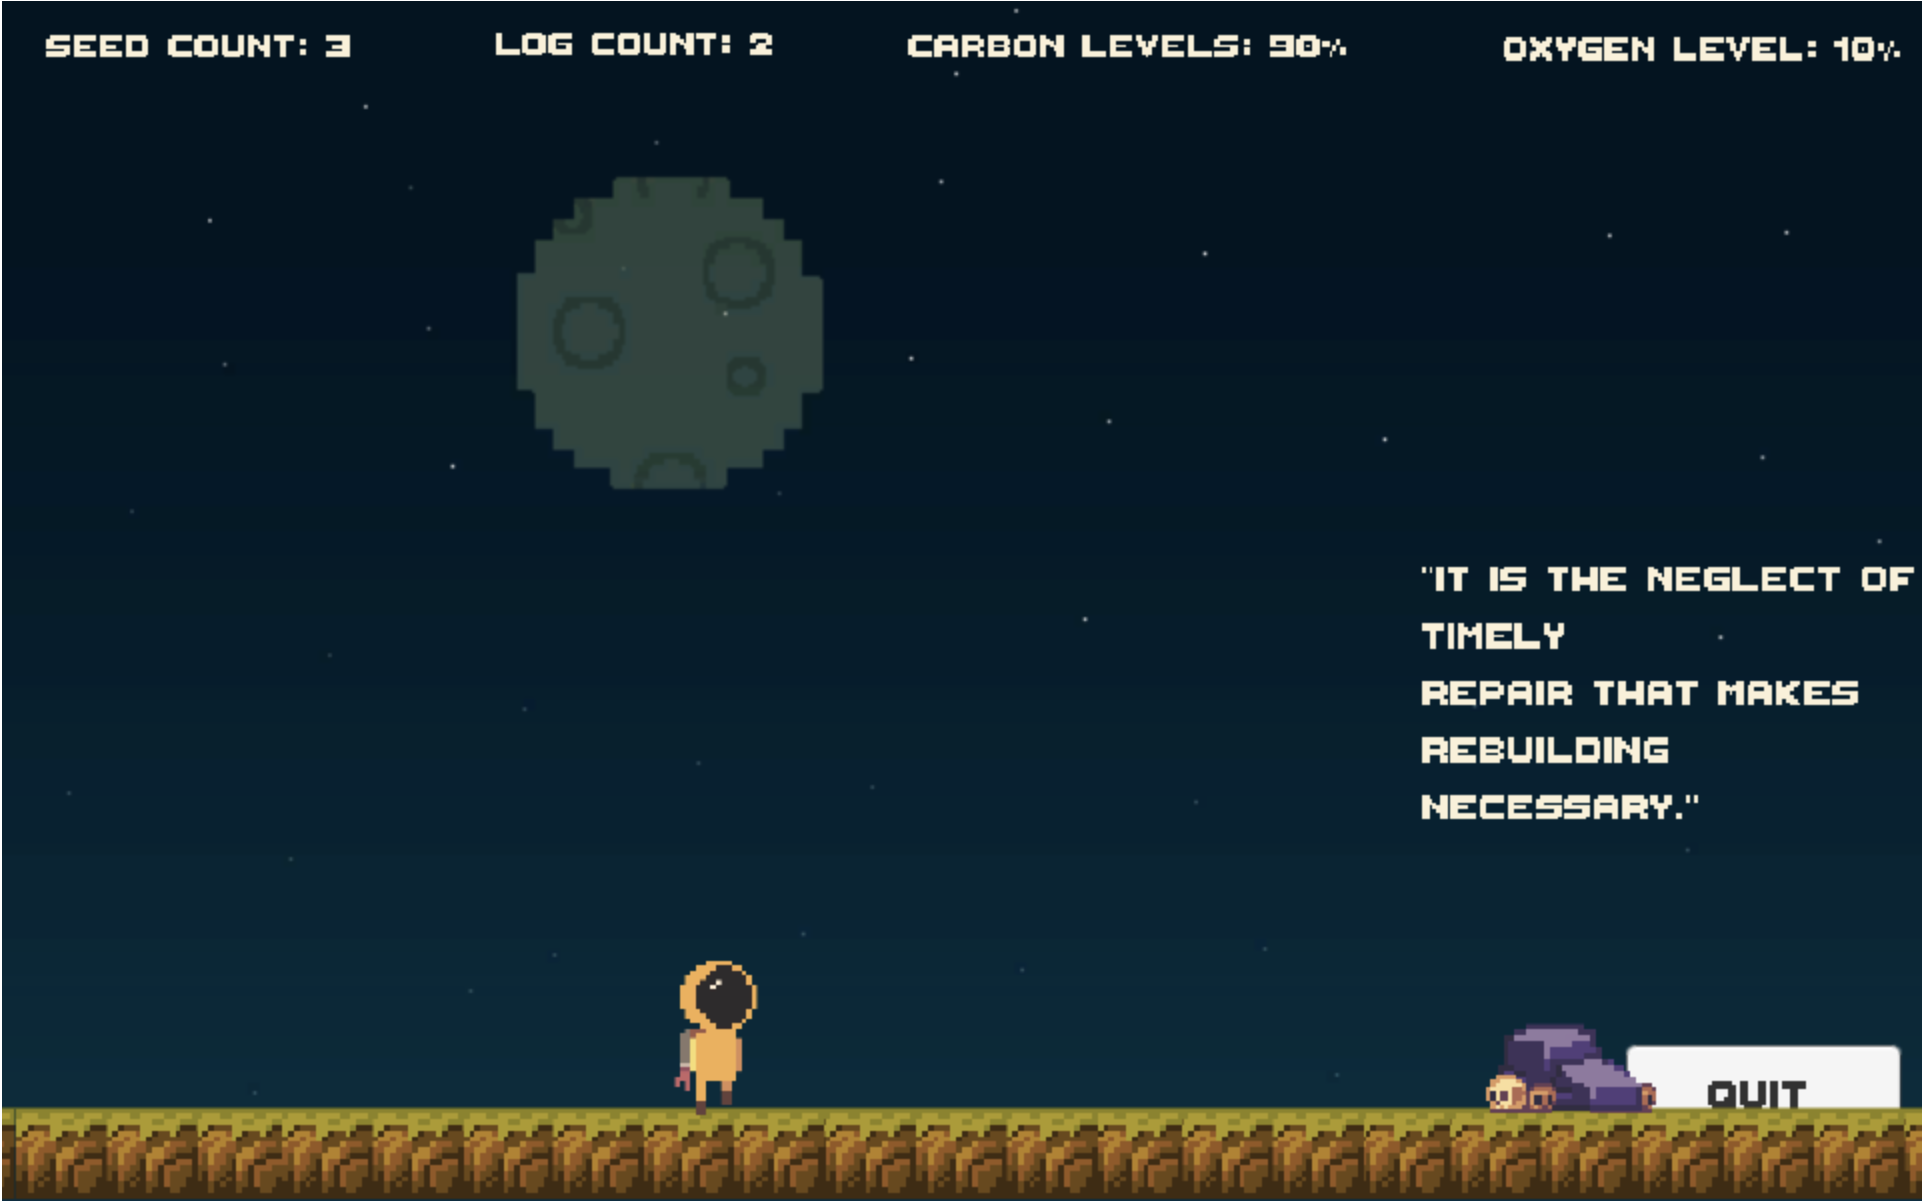 SEED COUNT: 3
LOG COUNT: 2
CARBON LEVELS: 90%
OXYGEN LEVEL: 10%
"IT IS THE NEGLECT OF
TIMELY
REPAIR THAT MAKES
REBUILDING
NECESSARY."
QUIT